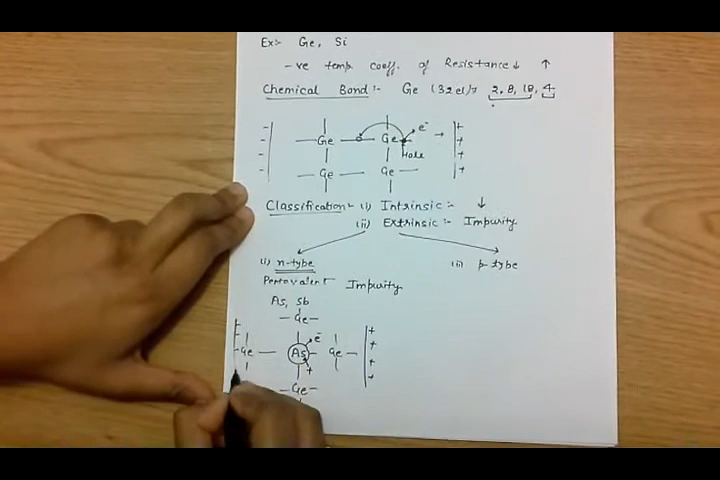 Ex:- Ge, Si
-ve temp. coeff. of Resistance ↓ ↑
Chemical Bond:- Ge (32 el)→ 2, 8, 18, 4
- - - - Ge Ge e⁻ → + + + +
Hole
Ge Ge
Classification:- (i) Intrinsic:- ↓
(ii) Extrinsic:- Impurity
(i) n-type (ii) p-type
Pentavalent Impurity
As, Sb
Ge
Ge As e⁻ Ge + + + +
+
Ge